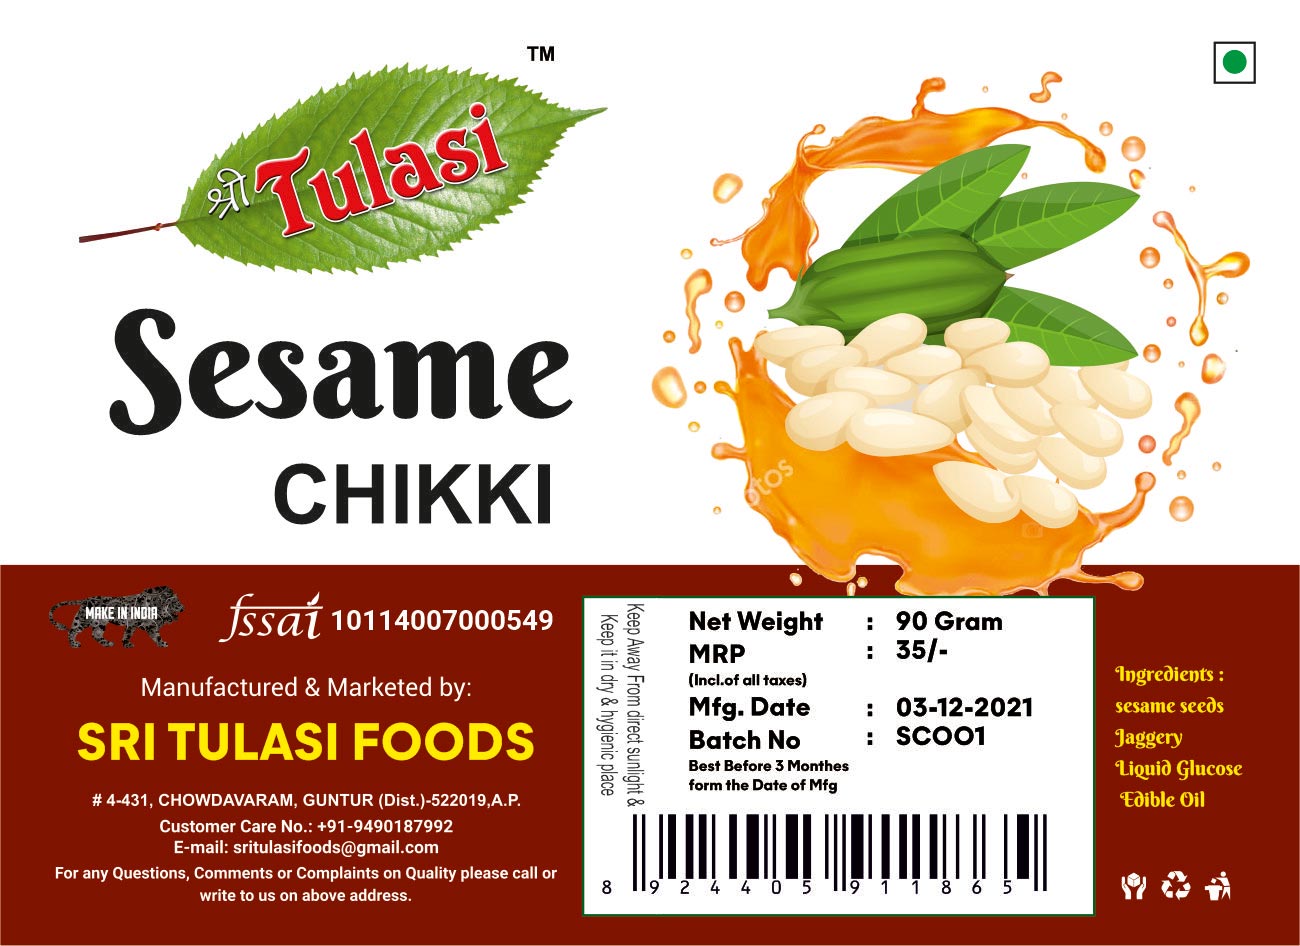 TM
श्री Tulasi
Sesame
CHIKKI
MAKE IN INDIA
fssai 10114007000549
Manufactured & Marketed by:
SRI TULASI FOODS
# 4-431, CHOWDAVARAM, GUNTUR (Dist.)-522019,A.P.
Customer Care No.: +91-9490187992
E-mail: sritulasifoods@gmail.com
For any Questions, Comments or Complaints on Quality please call or
write to us on above address.
Keep Away From direct sunlight &
Keep it in dry & hygienic place
Net Weight : 90 Gram
MRP : 35/-
(Incl.of all taxes)
Mfg. Date : 03-12-2021
Batch No : SCOO1
Best Before 3 Monthes
form the Date of Mfg
8 924405 911865
Ingredients :
sesame seeds
Jaggery
Liquid Glucose
Edible Oil